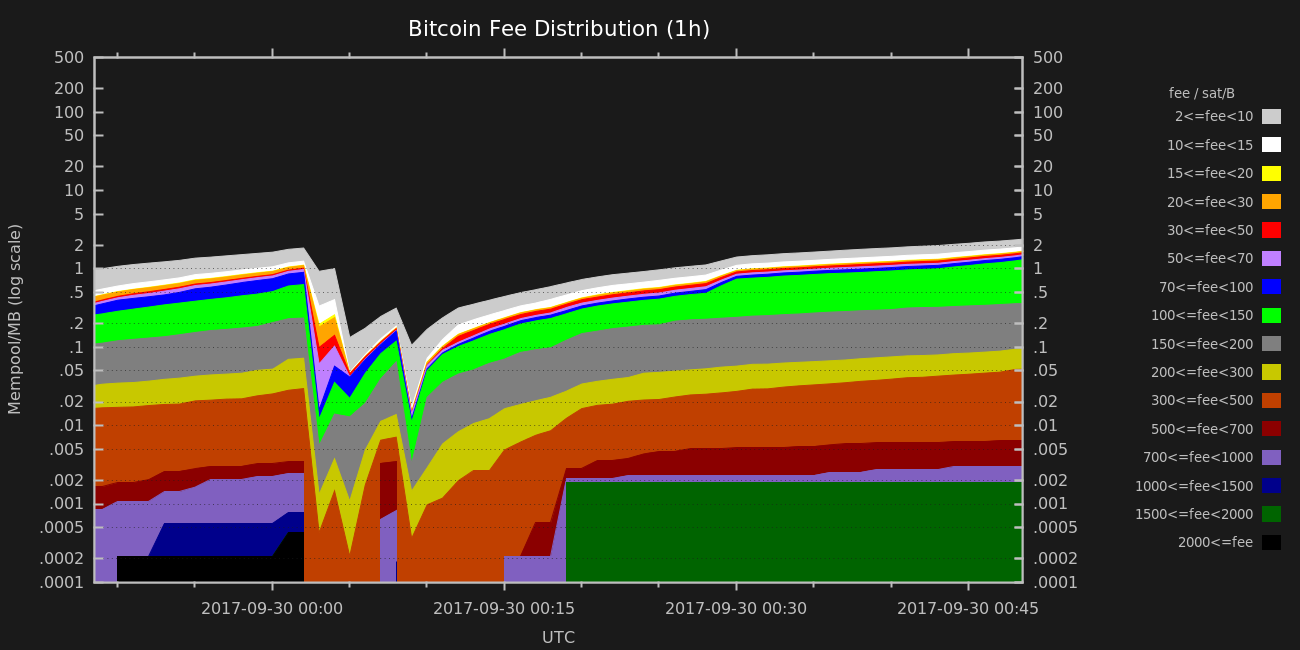 Bitcoin Fee Distribution (1h)
500
200
100
50
20
10
5
2
1
.5
.2
.1
.05
.02
.01
.005
.002
.001
.0005
.0002
.0001
Mempool/MB (log scale)
500
200
100
50
20
10
5
2
1
.5
.2
.1
.05
.02
.01
.005
.002
.001
.0005
.0002
.0001
2017-09-30 00:00 2017-09-30 00:15 2017-09-30 00:30 2017-09-30 00:45
UTC
fee / sat/B
2<=fee<10
10<=fee<15
15<=fee<20
20<=fee<30
30<=fee<50
50<=fee<70
70<=fee<100
100<=fee<150
150<=fee<200
200<=fee<300
300<=fee<500
500<=fee<700
700<=fee<1000
1000<=fee<1500
1500<=fee<2000
2000<=fee